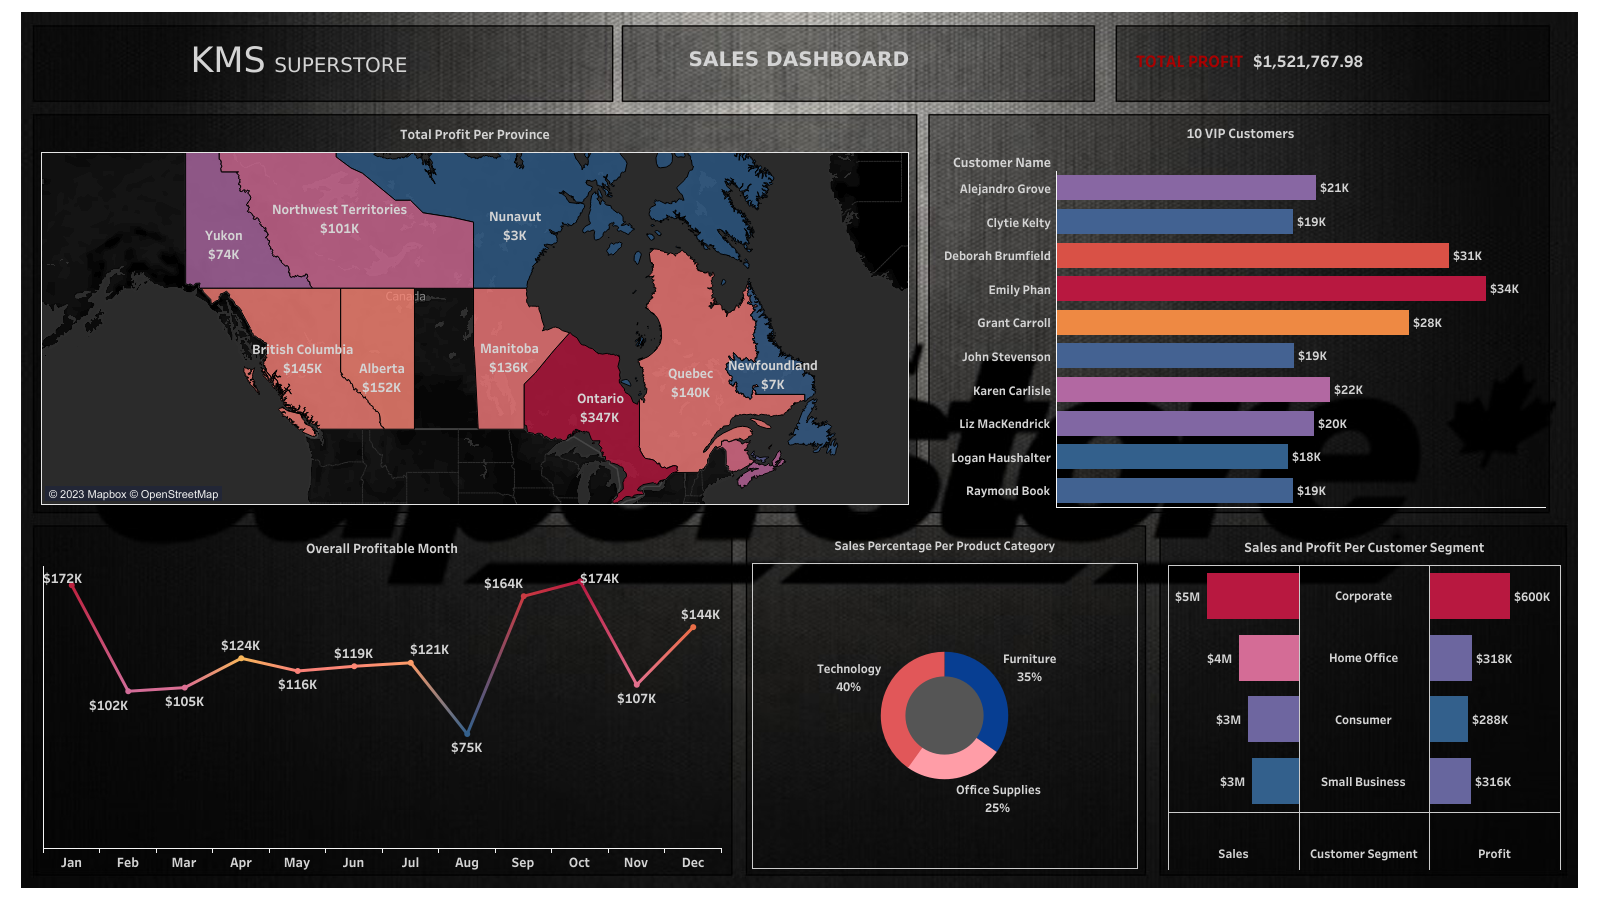 KMS SUPERSTORE
SALES DASHBOARD
TOTAL PROFIT $1,521,767.98
Total Profit Per Province
Northwest Territories
$101K
Nunavut
$3K
Yukon
$74K
Canada
British Columbia
$145K
Alberta
$152K
Manitoba
$136K
Ontario
$347K
Quebec
$140K
Newfoundland
$7K
© 2023 Mapbox © OpenStreetMap
10 VIP Customers
Customer Name
Alejandro Grove $21K
Clytie Kelty $19K
Deborah Brumfield $31K
Emily Phan $34K
Grant Carroll $28K
John Stevenson $19K
Karen Carlisle $22K
Liz MacKendrick $20K
Logan Haushalter $18K
Raymond Book $19K
Overall Profitable Month
$172K
$102K
$105K
$124K
$116K
$119K
$121K
$75K
$164K
$174K
$107K
$144K
Jan Feb Mar Apr May Jun Jul Aug Sep Oct Nov Dec
Sales Percentage Per Product Category
Technology
40%
Furniture
35%
Office Supplies
25%
Sales and Profit Per Customer Segment
$5M Corporate $600K
$4M Home Office $318K
$3M Consumer $288K
$3M Small Business $316K
Sales Customer Segment Profit